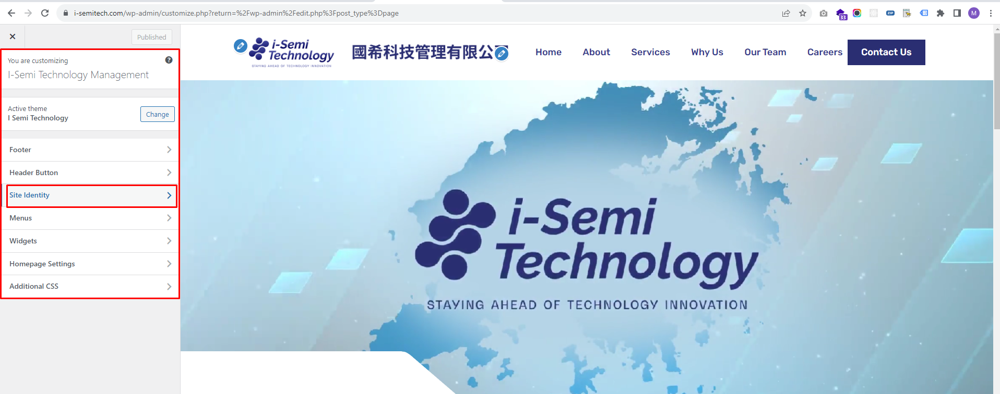 i-semitech.com/wp-admin/customize.php?return=%2Fwp-admin%2Fedit.php%3Fpost_type%3Dpage
33
ZIP
M
Published
You are customizing
I-Semi Technology Management
Active theme
I Semi Technology
Change
Footer
Header Button
Site Identity
Menus
Widgets
Homepage Settings
Additional CSS
i-Semi
Technology
STAYING AHEAD OF TECHNOLOGY INNOVATION
國希科技管理有限公
Home About Services Why Us Our Team Careers Contact Us
i-Semi
Technology
STAYING AHEAD OF TECHNOLOGY INNOVATION